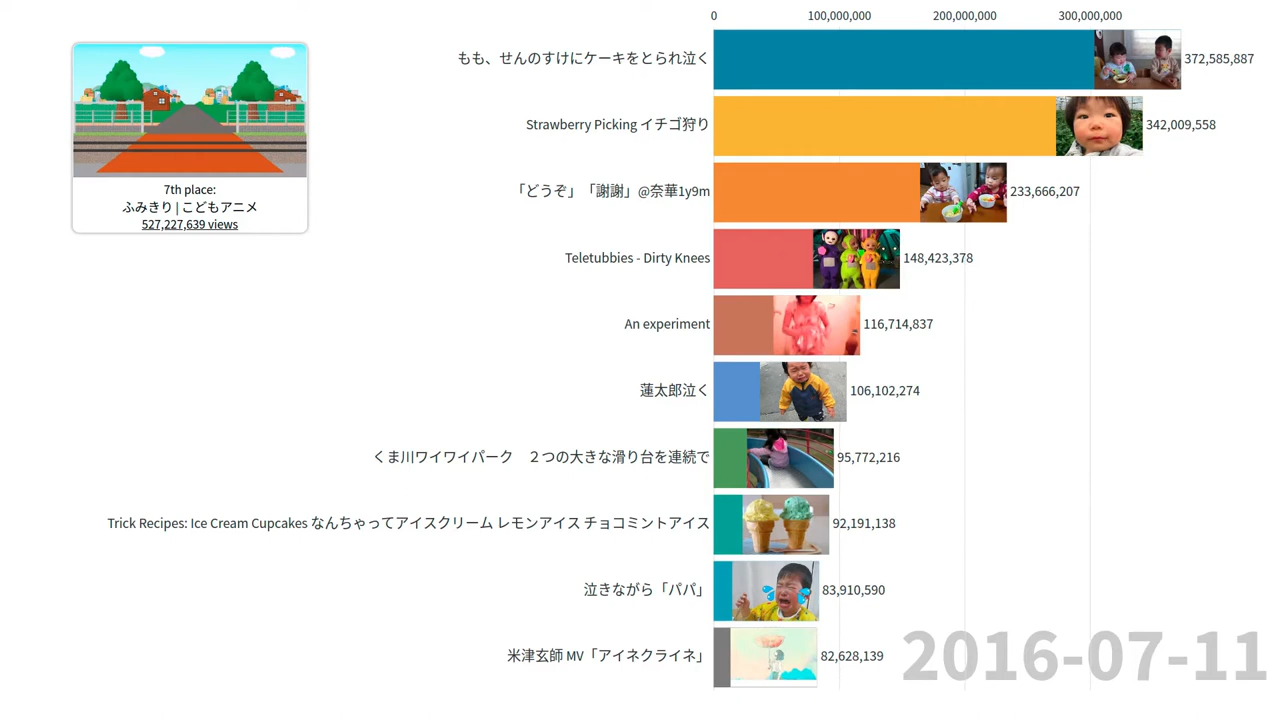 0 100,000,000 200,000,000 300,000,000
もも、せんのすけにケーキをとられ泣く 372,585,887
Strawberry Picking イチゴ狩り 342,009,558
「どうぞ」「謝謝」@奈華1y9m 233,666,207
7th place:
ふみきり | こどもアニメ
527,227,639 views
Teletubbies - Dirty Knees 148,423,378
An experiment 116,714,837
蓮太郎泣く 106,102,274
くま川ワイワイパーク　２つの大きな滑り台を連続で 95,772,216
Trick Recipes: Ice Cream Cupcakes なんちゃってアイスクリーム レモンアイス チョコミントアイス 92,191,138
泣きながら「パパ」 83,910,590
米津玄師 MV「アイネクライネ」 82,628,139
2016-07-11